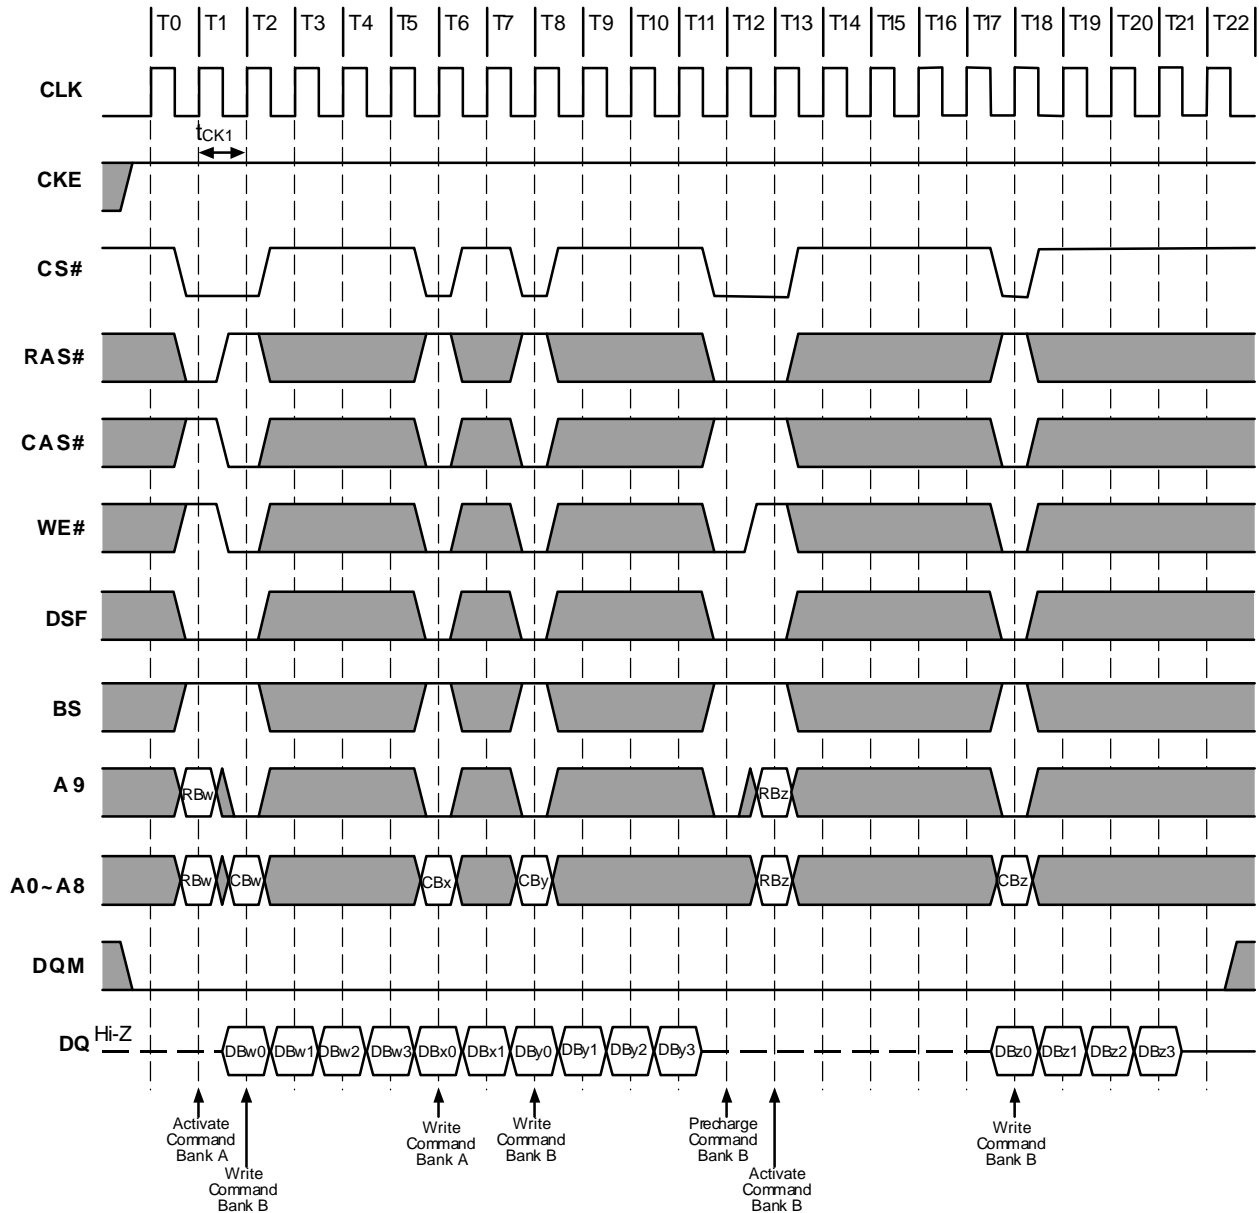 T0 T1 T2 T3 T4 T5 T6 T7 T8 T9 T10 T11 T12 T13 T14 T15 T16 T17 T18 T19 T20 T21 T22
CLK
tCK1
CKE
CS#
RAS#
CAS#
WE#
DSF
BS
A9
RBw RBz
A0~A8
RBw CBw CBx CBy RBz CBz
DQM
DQ Hi-Z
DBw0 DBw1 DBw2 DBw3 DBx0 DBx1 DBy0 DBy1 DBy2 DBy3 DBz0 DBz1 DBz2 DBz3
Activate
Command
Bank A
Write
Command
Bank B
Write
Command
Bank A
Write
Command
Bank B
Precharge
Command
Bank B
Activate
Command
Bank B
Write
Command
Bank B